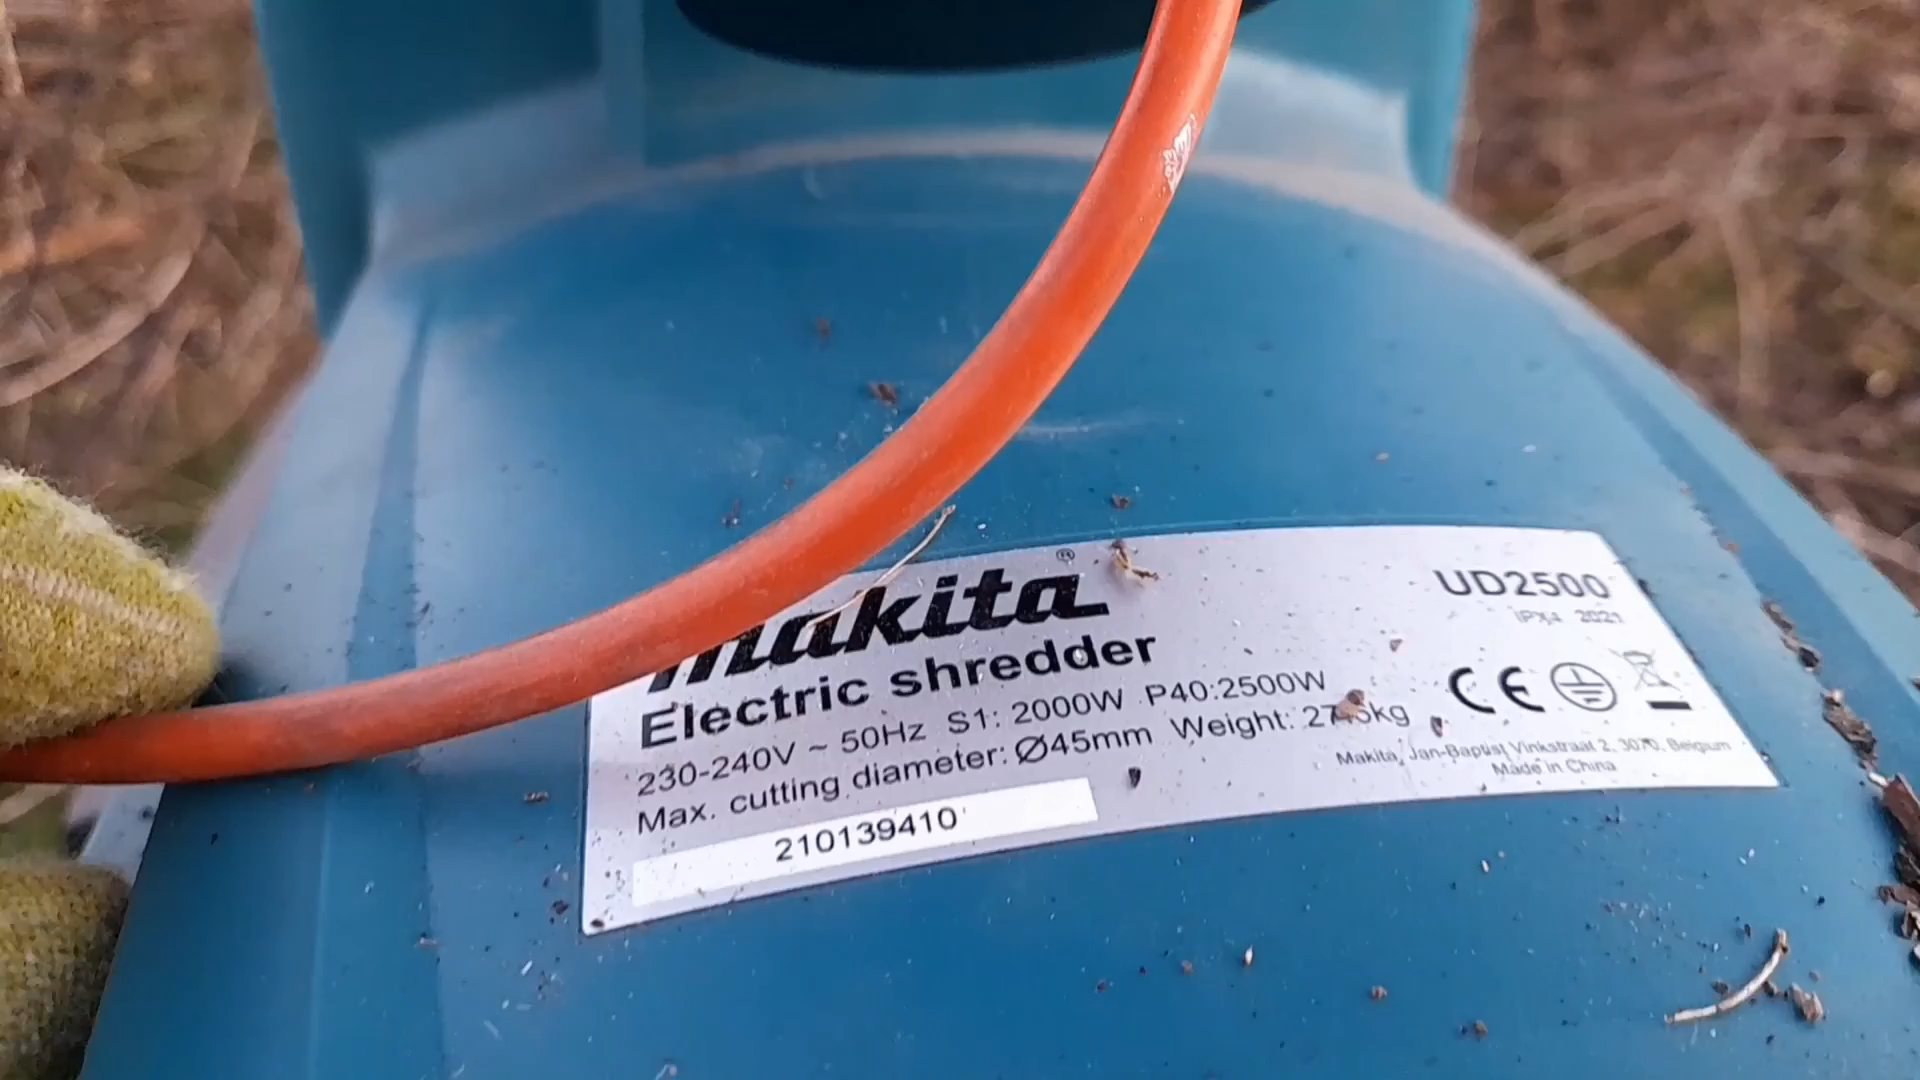 makita®
UD2500
IPX4 2021
Electric shredder
230-240V ~ 50Hz S1: 2000W P40:2500W
Max. cutting diameter: Ø45mm Weight:
CE
Makita, Jan-Baptist Vinkstraat 2, 3070, Belgium
Made in China
210139410